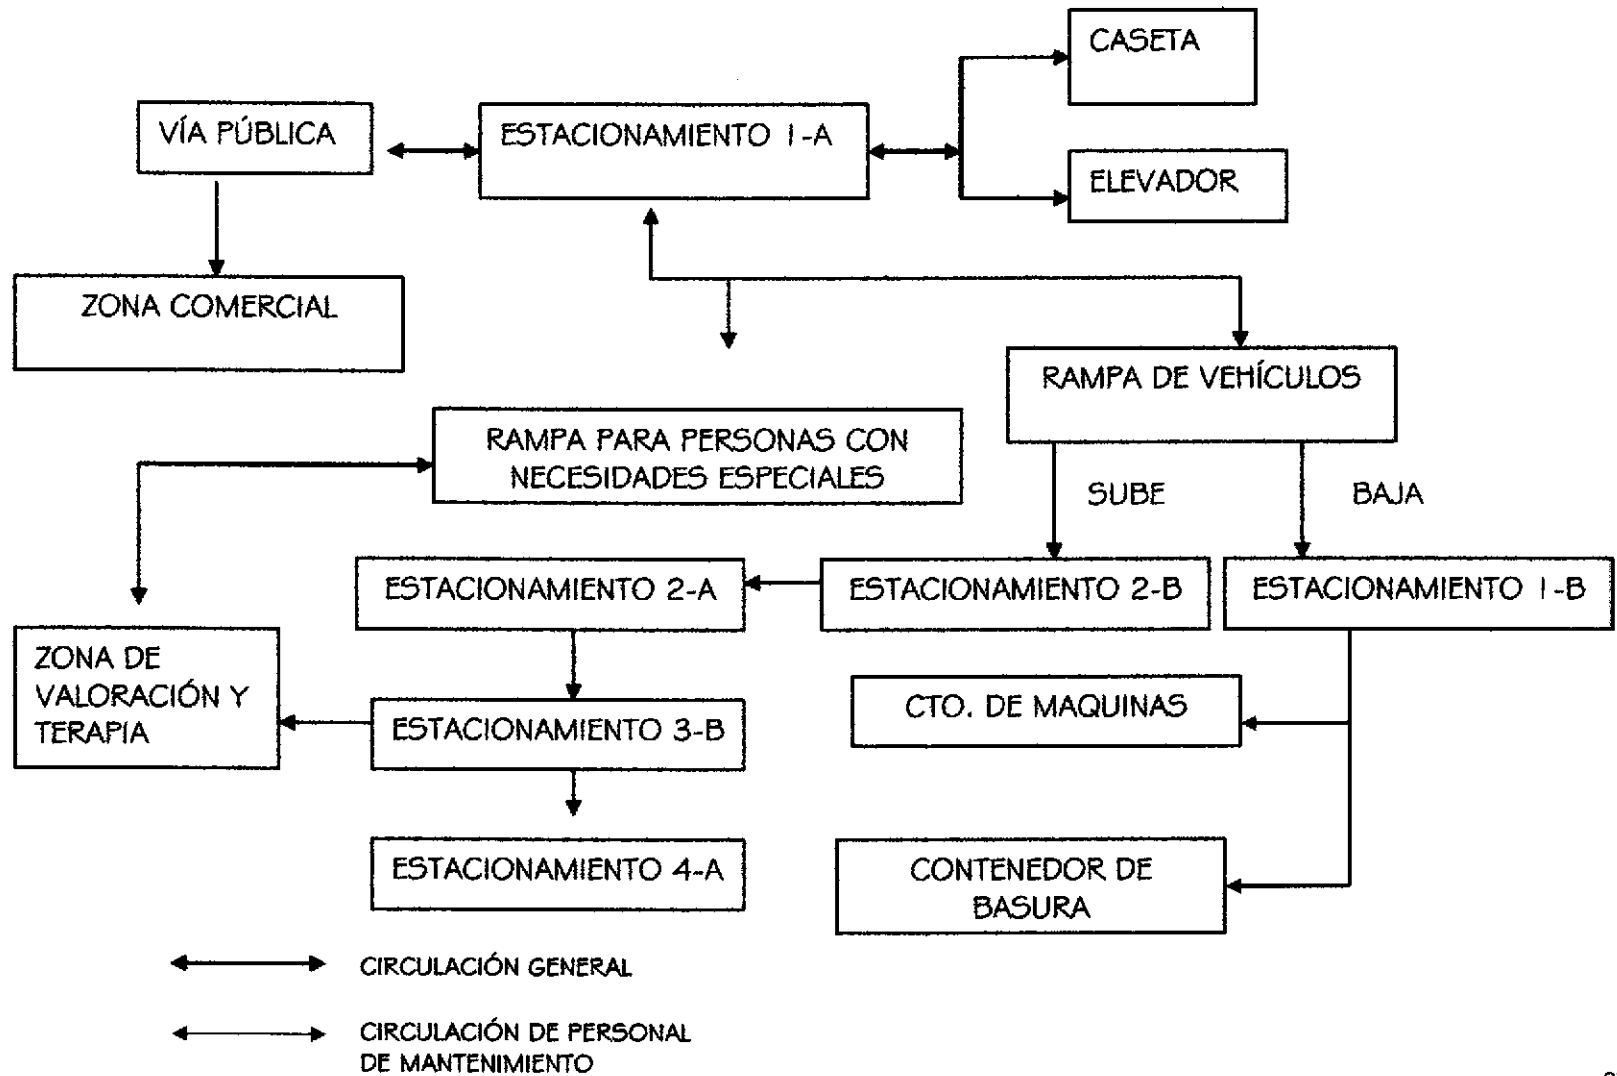 CASETA
VÍA PÚBLICA
ESTACIONAMIENTO 1-A
ELEVADOR
ZONA COMERCIAL
RAMPA DE VEHÍCULOS
RAMPA PARA PERSONAS CON
NECESIDADES ESPECIALES
SUBE
BAJA
ESTACIONAMIENTO 2-A
ESTACIONAMIENTO 2-B
ESTACIONAMIENTO 1-B
ZONA DE
VALORACIÓN Y
TERAPIA
CTO. DE MAQUINAS
ESTACIONAMIENTO 3-B
ESTACIONAMIENTO 4-A
CONTENEDOR DE
BASURA
CIRCULACIÓN GENERAL
CIRCULACIÓN DE PERSONAL
DE MANTENIMIENTO